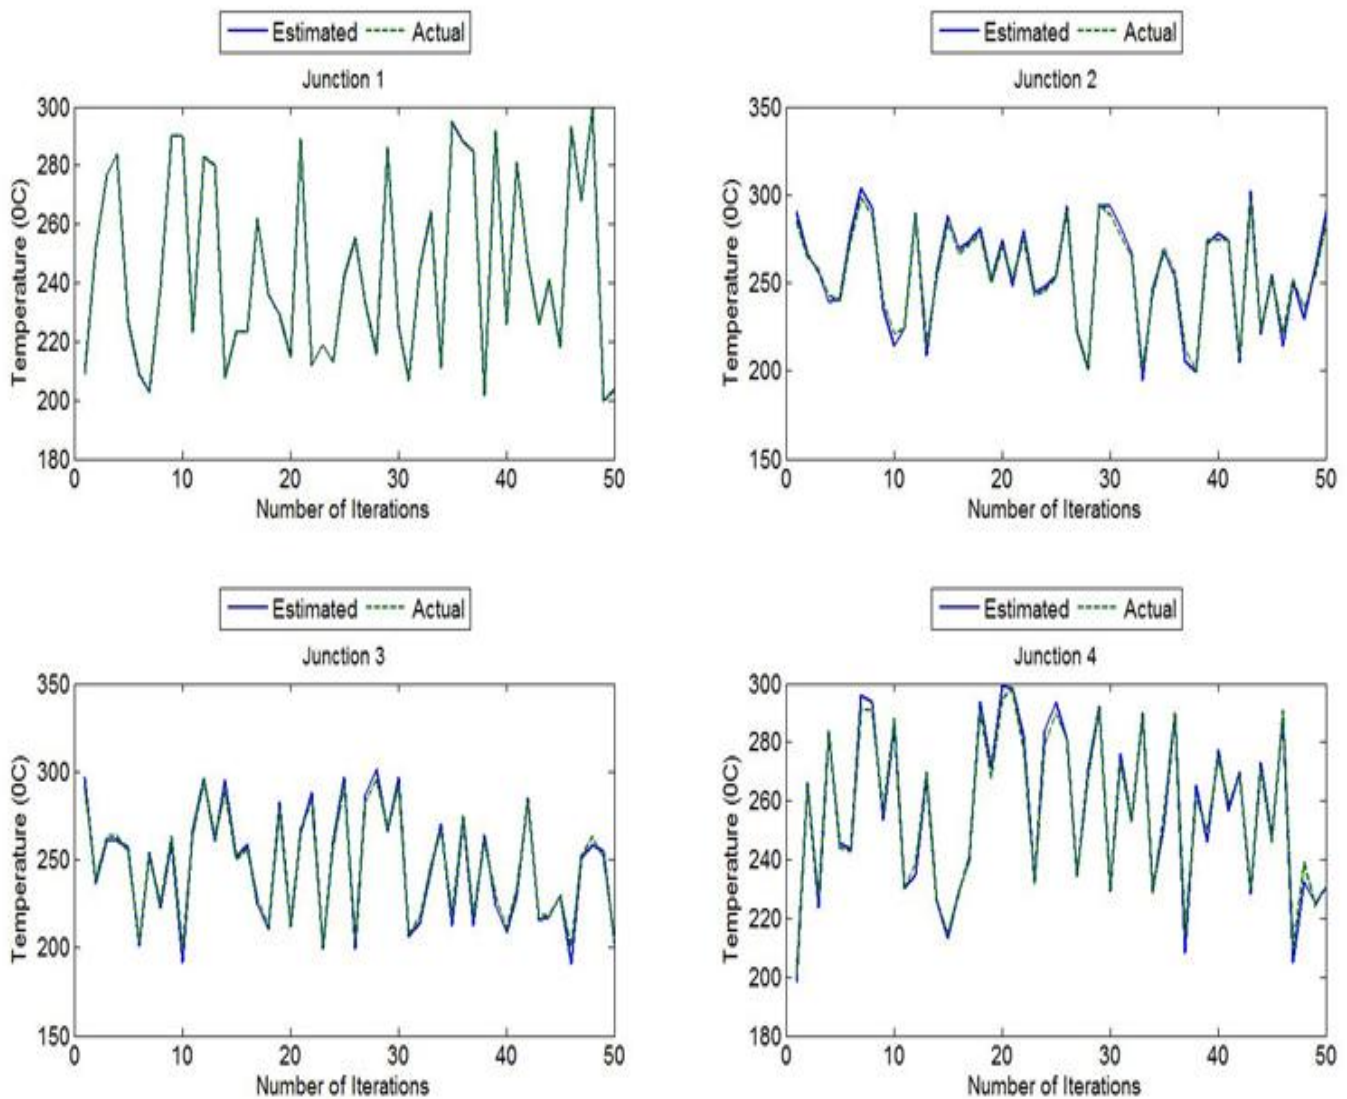 Estimated Actual
Junction 1
Temperature (0C)
300
280
260
240
220
200
180
0 10 20 30 40 50
Number of Iterations
Estimated Actual
Junction 2
Temperature (0C)
350
300
250
200
150
0 10 20 30 40 50
Number of Iterations
Estimated Actual
Junction 3
Temperature (0C)
350
300
250
200
150
0 10 20 30 40 50
Number of Iterations
Estimated Actual
Junction 4
Temperature (0C)
300
280
260
240
220
200
180
0 10 20 30 40 50
Number of Iterations